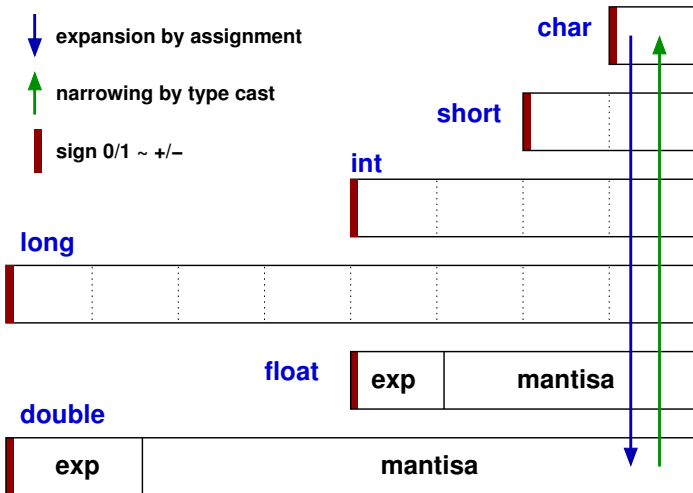 char
expansion by assignment
narrowing by type cast
short
sign 0/1 ~ +/−
int
long
float
exp
mantisa
double
exp
mantisa